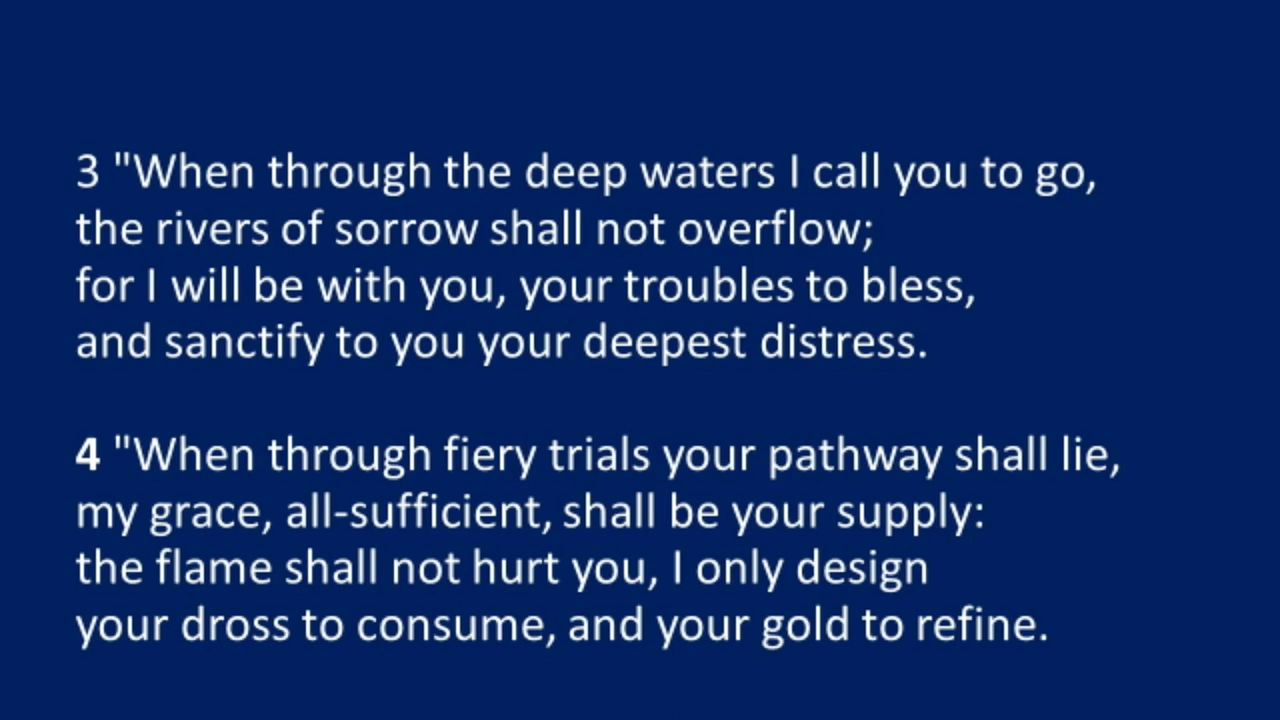 3 "When through the deep waters I call you to go,
the rivers of sorrow shall not overflow;
for I will be with you, your troubles to bless,
and sanctify to you your deepest distress.
4 "When through fiery trials your pathway shall lie,
my grace, all-sufficient, shall be your supply:
the flame shall not hurt you, I only design
your dross to consume, and your gold to refine.